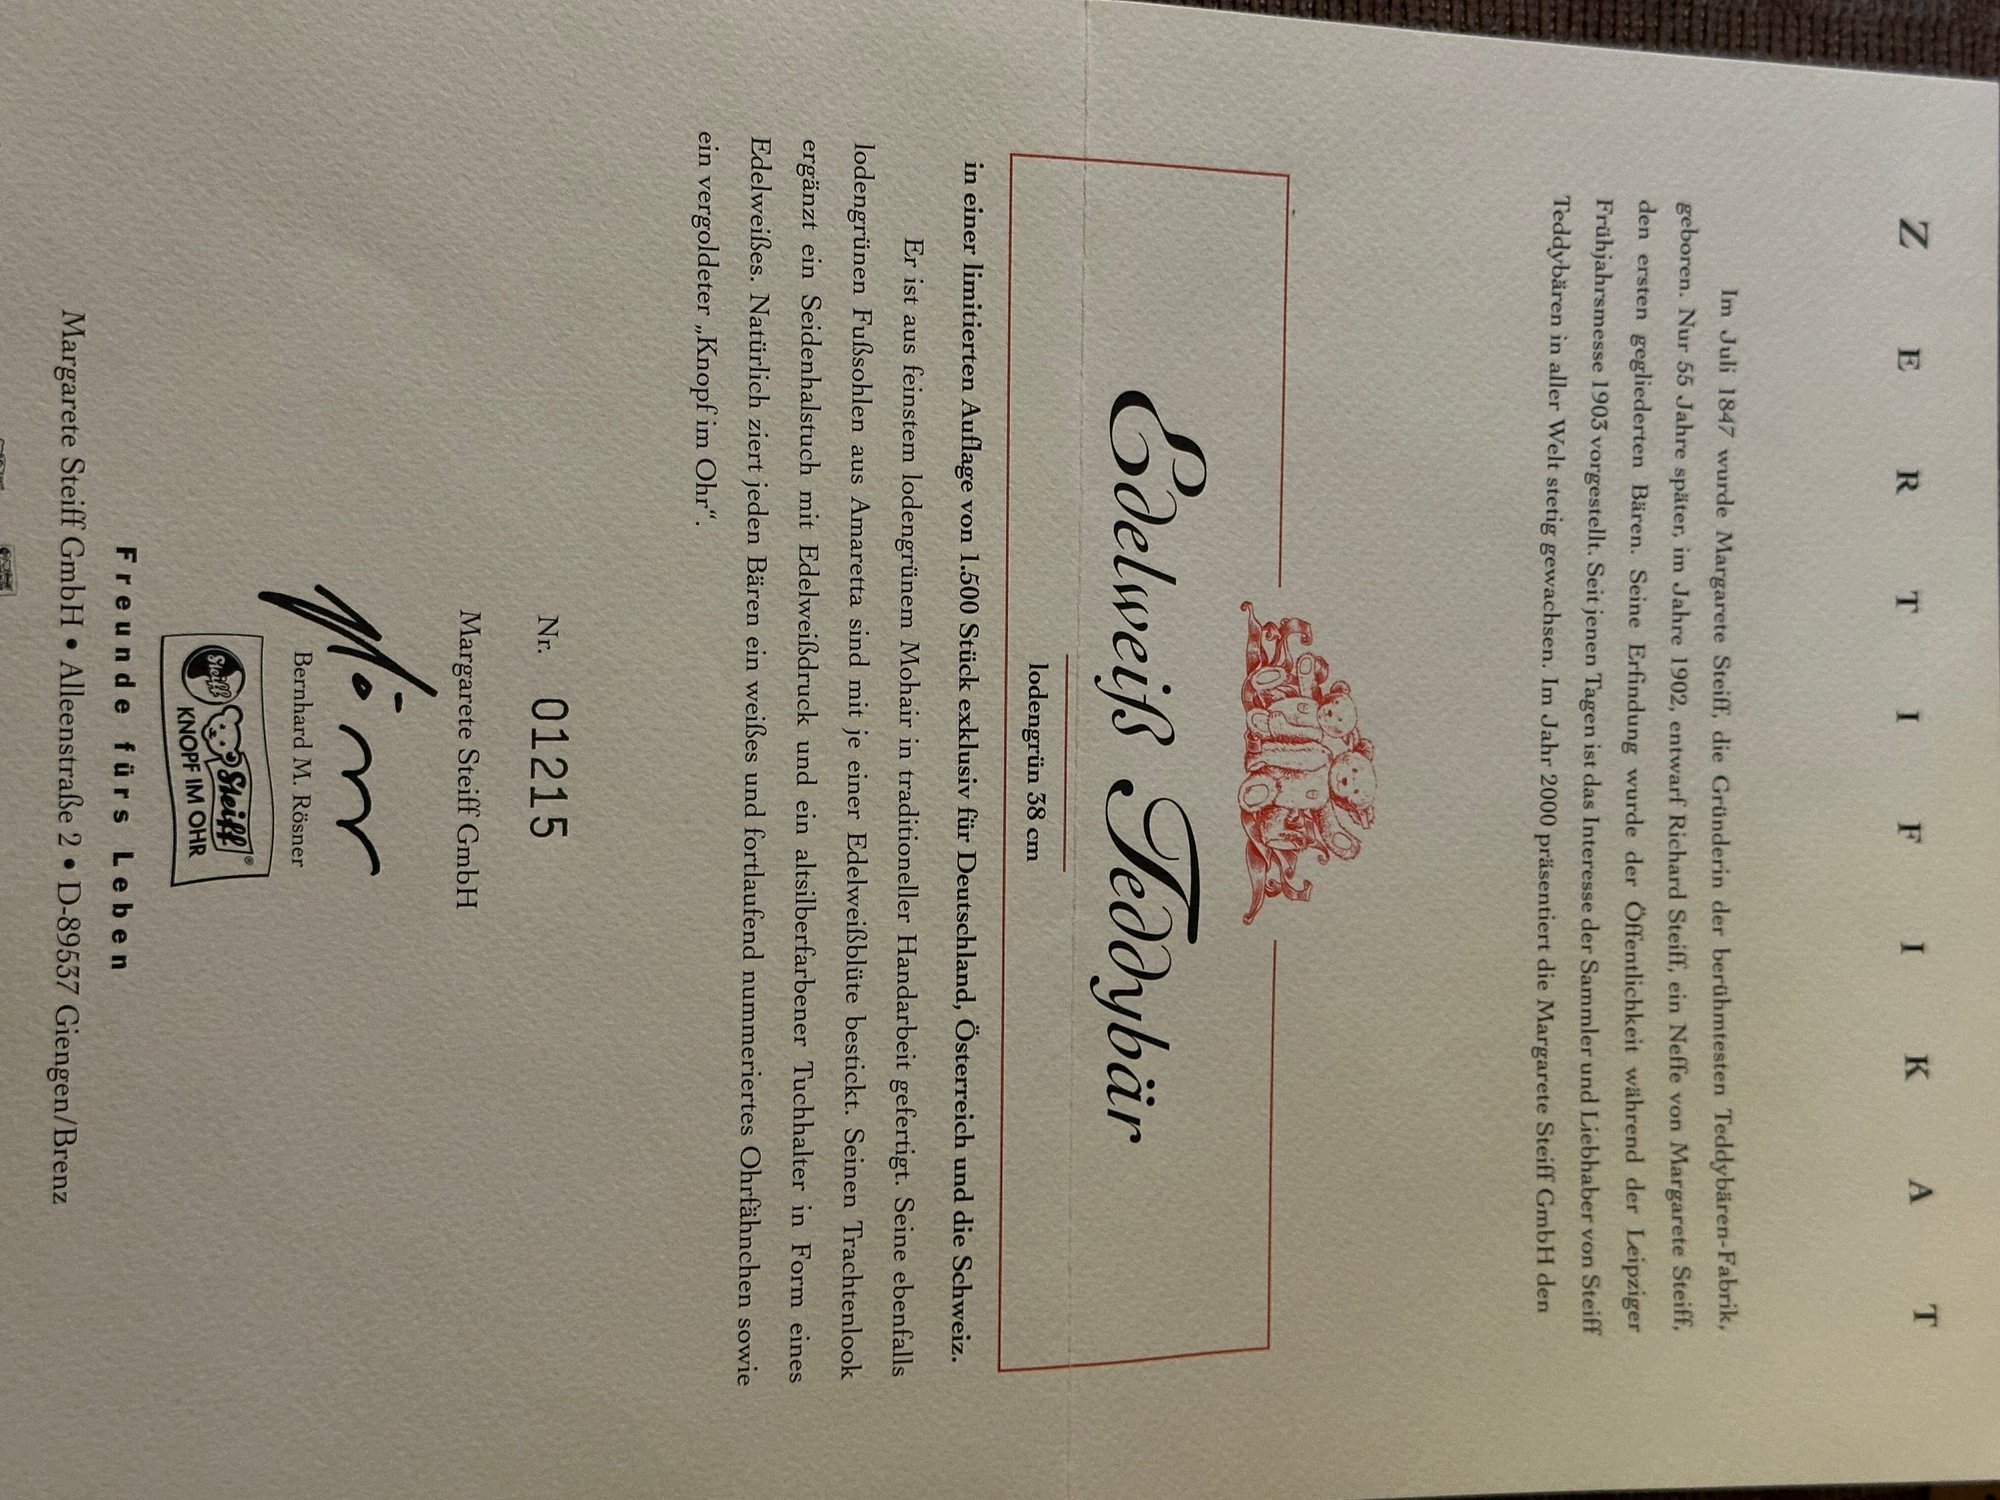 ZERTIFIKAT
Im Juli 1847 wurde Margarete Steiff, die Gründerin der berühmtesten Teddybären-Fabrik,
geboren. Nur 55 Jahre später, im Jahre 1902, entwarf Richard Steiff, ein Neffe von Margarete Steiff,
den ersten gegliederten Bären. Seine Erfindung wurde der Öffentlichkeit während der Leipziger
Frühjahrsmesse 1903 vorgestellt. Seit jenen Tagen ist das Interesse der Sammler und Liebhaber von Steiff
Teddybären in aller Welt stetig gewachsen. Im Jahr 2000 präsentiert die Margarete Steiff GmbH den
Edelweiß Teddybär
lodengrün 38 cm
in einer limitierten Auflage von 1.500 Stück exklusiv für Deutschland, Österreich und die Schweiz.
Er ist aus feinstem lodengrünem Mohair in traditioneller Handarbeit gefertigt. Seine ebenfalls
lodengrünen Fußsohlen aus Amaretta sind mit je einer Edelweißblüte bestickt. Seinen Trachtenlook
ergänzt ein Seidenhalstuch mit Edelweißdruck und ein altsilberfarbener Tuchhalter in Form eines
Edelweißes. Natürlich ziert jeden Bären ein weißes und fortlaufend nummeriertes Ohrfähnchen sowie
ein vergoldeter „Knopf im Ohr“.
Nr. 01215
Margarete Steiff GmbH
Bernhard M. Rösner
Steiff Steiff®
KNOPF IM OHR
Freunde fürs Leben
Margarete Steiff GmbH • Alleenstraße 2 • D-89537 Giengen/Brenz